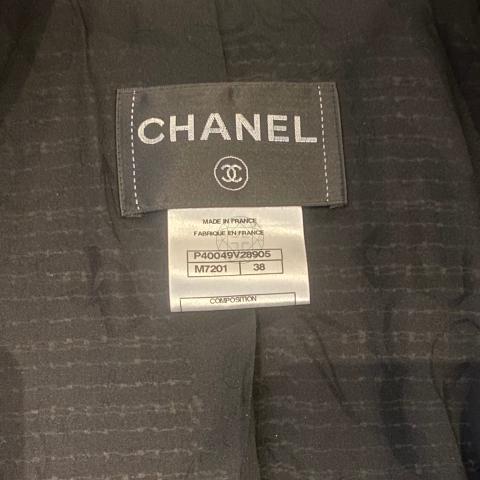 CHANEL
MADE IN FRANCE
FABRIQUE EN FRANCE
P40049V28905
M7201 38
COMPOSITION